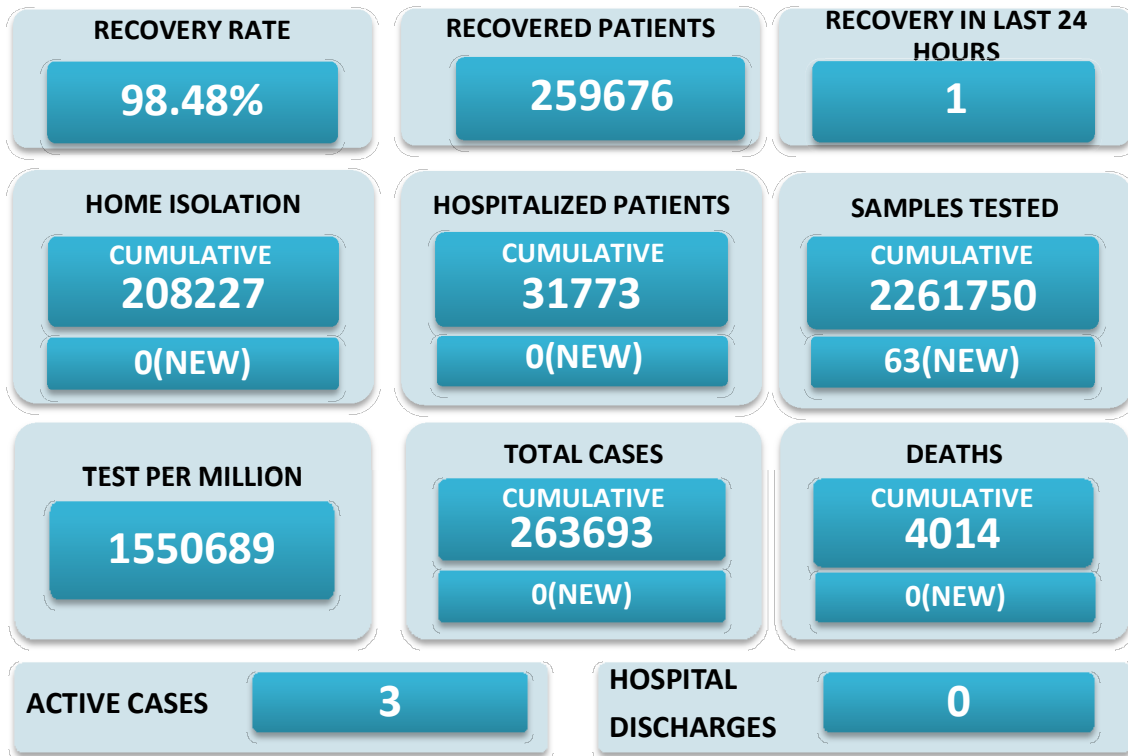 RECOVERY RATE
98.48%
RECOVERED PATIENTS
259676
RECOVERY IN LAST 24
HOURS
1
HOME ISOLATION
CUMULATIVE
208227
0(NEW)
HOSPITALIZED PATIENTS
CUMULATIVE
31773
0(NEW)
SAMPLES TESTED
CUMULATIVE
2261750
63(NEW)
TEST PER MILLION
1550689
TOTAL CASES
CUMULATIVE
263693
0(NEW)
DEATHS
CUMULATIVE
4014
0(NEW)
ACTIVE CASES
3
HOSPITAL
DISCHARGES
0